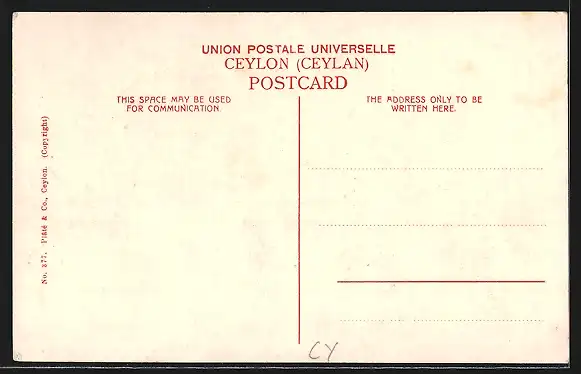 UNION POSTALE UNIVERSELLE
CEYLON (CEYLAN)
POSTCARD
THIS SPACE MAY BE USED
FOR COMMUNICATION
THE ADDRESS ONLY TO BE
WRITTEN HERE.
No. 377. Plâté & Co., Ceylon. (Copyright)
CY